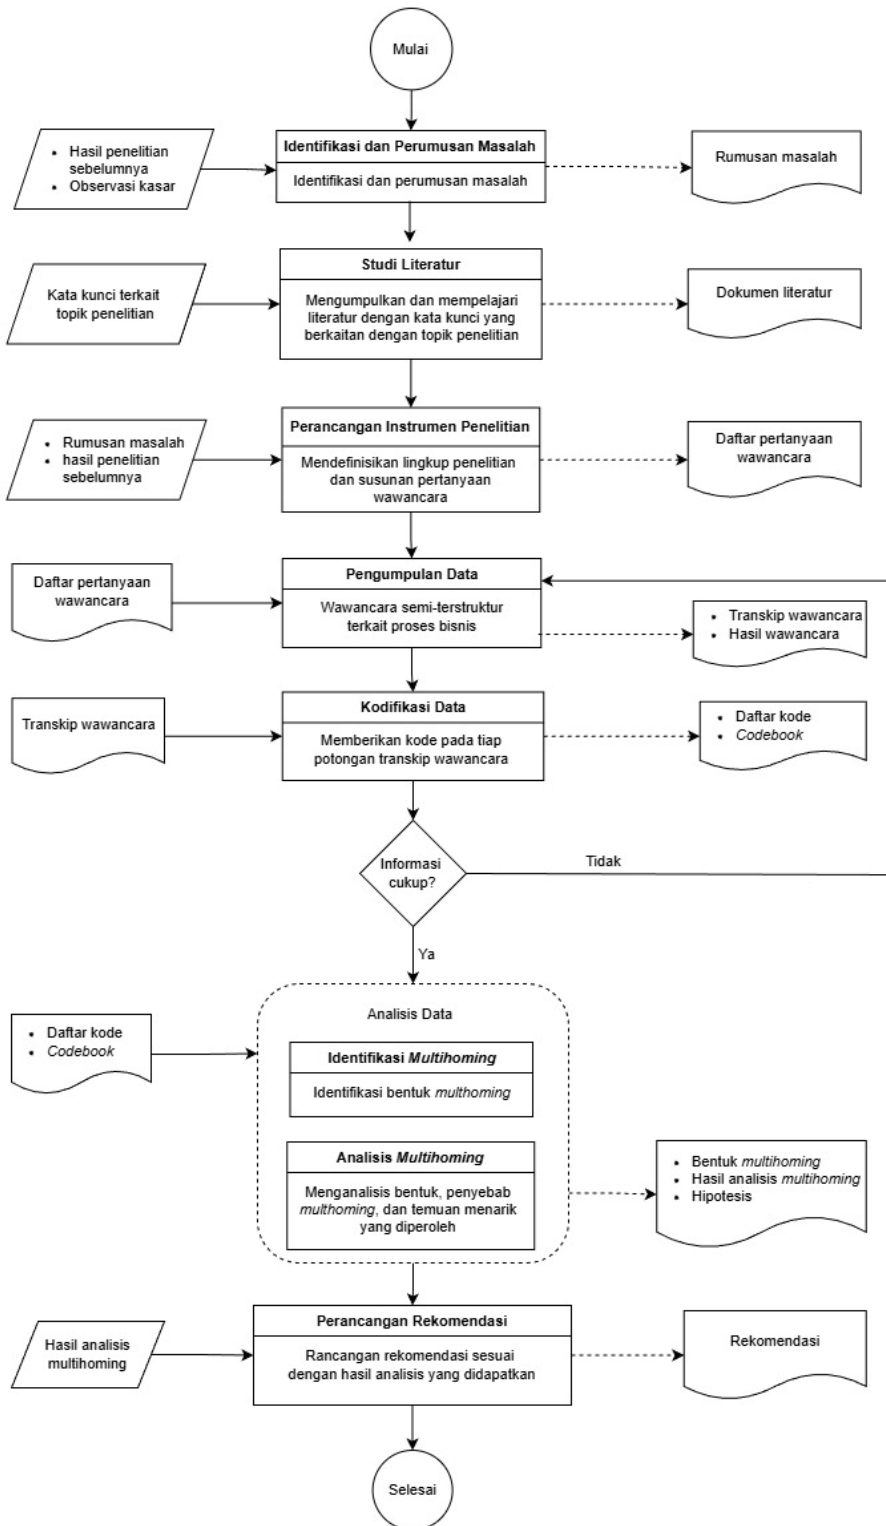 Mulai
Hasil penelitian
sebelumnya
Observasi kasar
Identifikasi dan Perumusan Masalah
Identifikasi dan perumusan masalah
Rumusan masalah
Kata kunci terkait
topik penelitian
Studi Literatur
Mengumpulkan dan mempelajari
literatur dengan kata kunci yang
berkaitan dengan topik penelitian
Dokumen literatur
Rumusan masalah
hasil penelitian
sebelumnya
Perancangan Instrumen Penelitian
Mendefinisikan lingkup penelitian
dan susunan pertanyaan
wawancara
Daftar pertanyaan
wawancara
Daftar pertanyaan
wawancara
Pengumpulan Data
Wawancara semi-terstruktur
terkait proses bisnis
Transkip wawancara
Hasil wawancara
Transkip wawancara
Kodifikasi Data
Memberikan kode pada tiap
potongan transkip wawancara
Daftar kode
Codebook
Informasi
cukup?
Tidak
Ya
Daftar kode
Codebook
Analisis Data
Identifikasi Multihoming
Identifikasi bentuk multhoming
Analisis Multihoming
Menganalisis bentuk, penyebab
multhoming, dan temuan menarik
yang diperoleh
Bentuk multihoming
Hasil analisis multihoming
Hipotesis
Hasil analisis
multihoming
Perancangan Rekomendasi
Rancangan rekomendasi sesuai
dengan hasil analisis yang didapatkan
Rekomendasi
Selesai